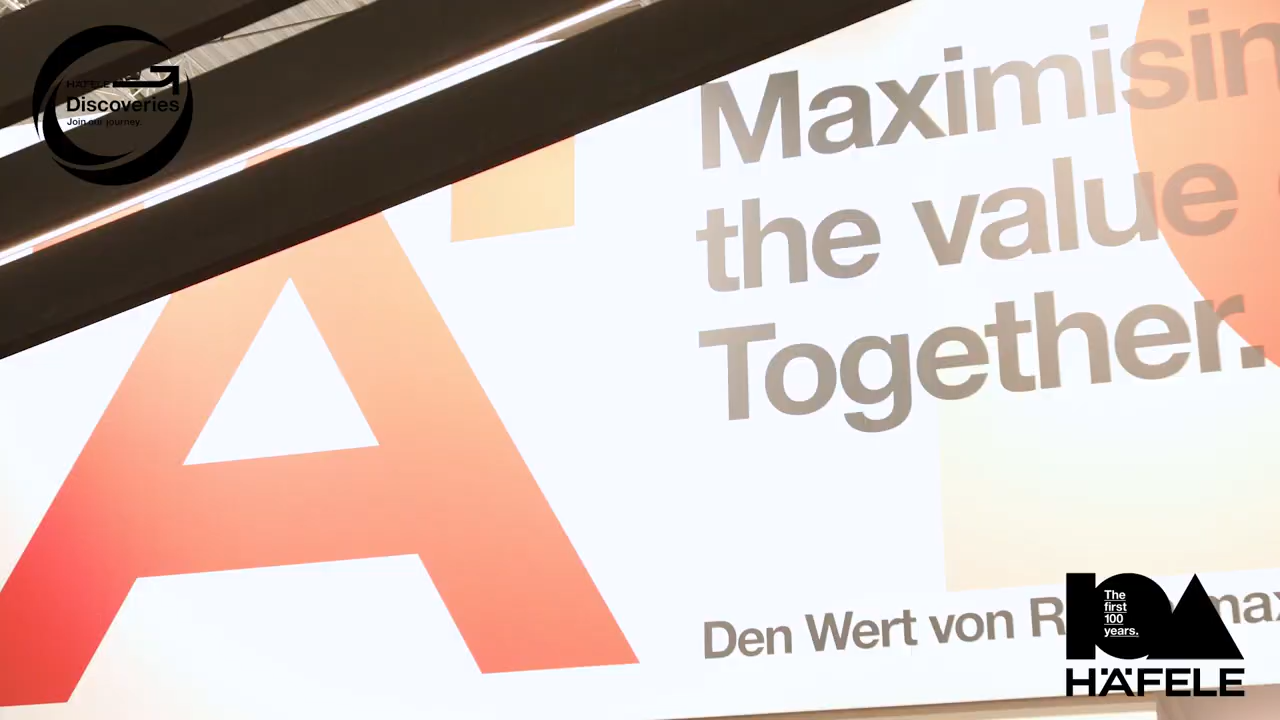 HÄFELE
Discoveries
Join our journey.
Maximisin
the value
Together.
Den Wert von R
max
The
first
100
years.
HÄFELE